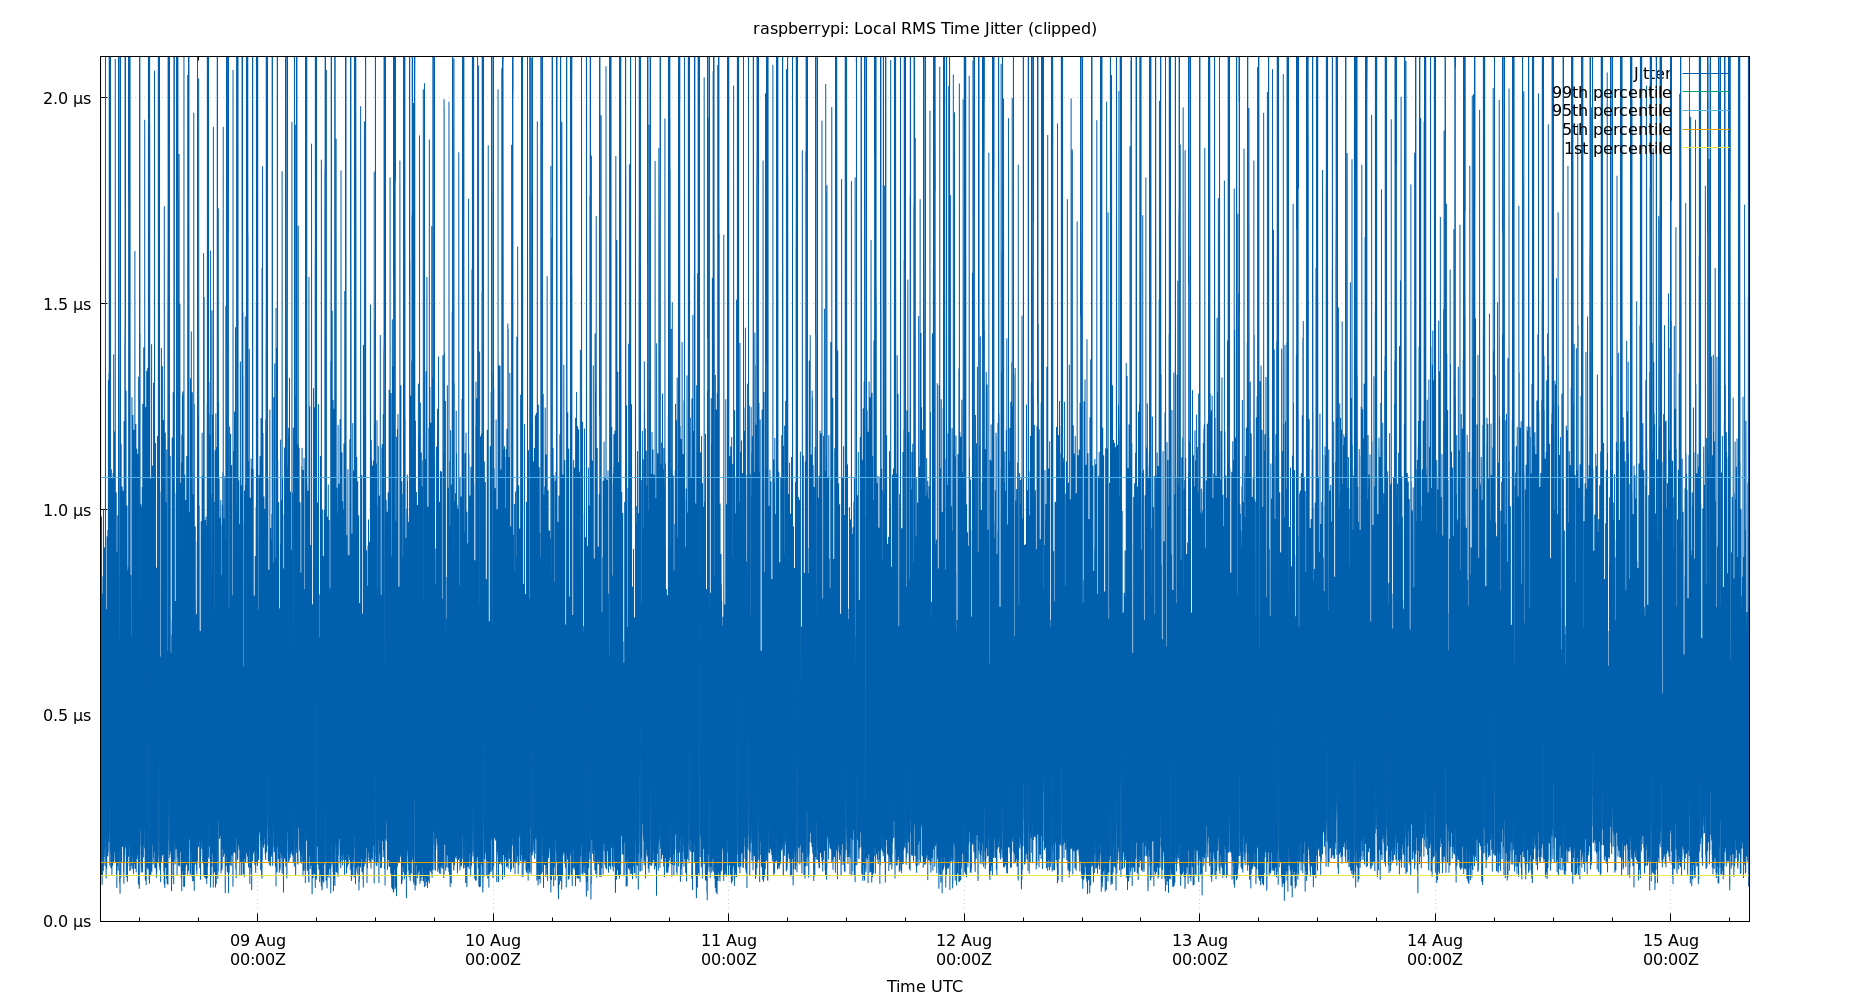 raspberrypi: Local RMS Time Jitter (clipped)
Jitter
99th percentile
95th percentile
5th percentile
1st percentile
2.0 µs
1.5 µs
1.0 µs
0.5 µs
0.0 µs
09 Aug 10 Aug 11 Aug 12 Aug 13 Aug 14 Aug 15 Aug
00:00Z 00:00Z 00:00Z 00:00Z 00:00Z 00:00Z 00:00Z
Time UTC